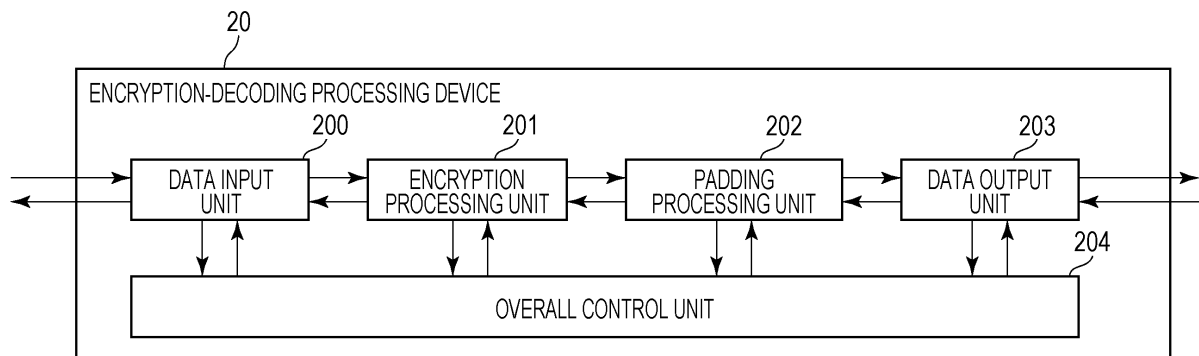 20
ENCRYPTION-DECODING PROCESSING DEVICE
200
201
202
203
DATA INPUT
UNIT
ENCRYPTION
PROCESSING UNIT
PADDING
PROCESSING UNIT
DATA OUTPUT
UNIT
204
OVERALL CONTROL UNIT